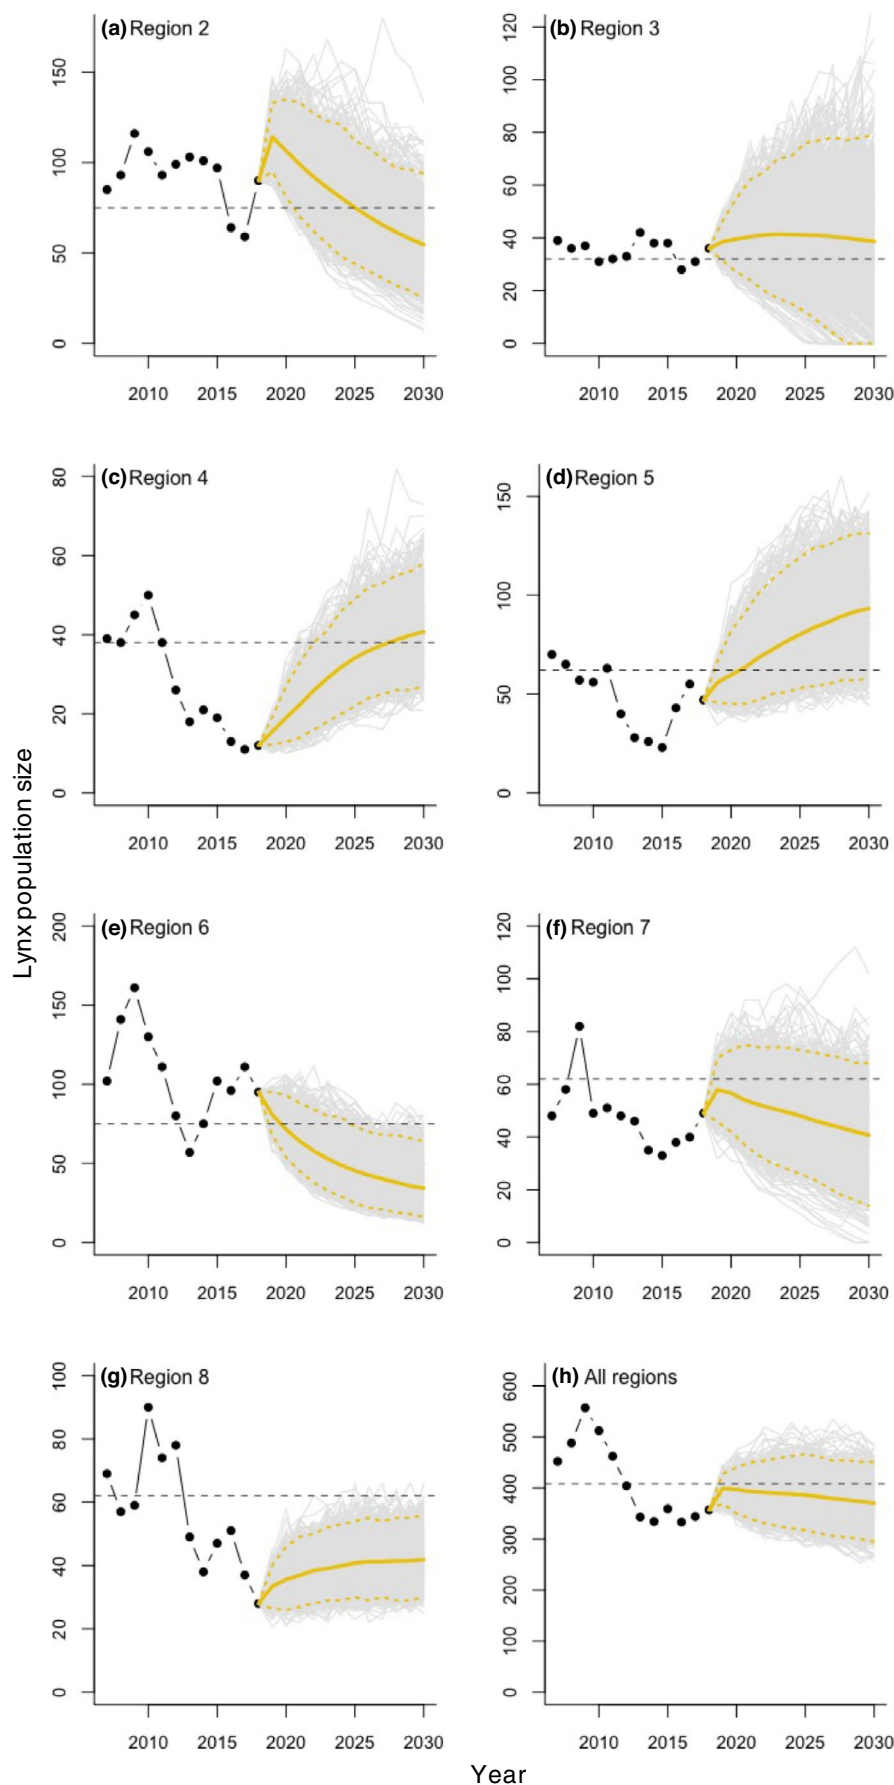 (a) Region 2
150
100
50
0
2010 2015 2020 2025 2030
(b) Region 3
120
100
80
60
40
20
0
2010 2015 2020 2025 2030
(c) Region 4
80
60
40
20
0
2010 2015 2020 2025 2030
(d) Region 5
150
100
50
0
2010 2015 2020 2025 2030
Lynx population size
(e) Region 6
200
150
100
50
0
2010 2015 2020 2025 2030
(f) Region 7
120
100
80
60
40
20
0
2010 2015 2020 2025 2030
(g) Region 8
100
80
60
40
20
0
2010 2015 2020 2025 2030
(h) All regions
600
500
400
300
200
100
0
2010 2015 2020 2025 2030
Year